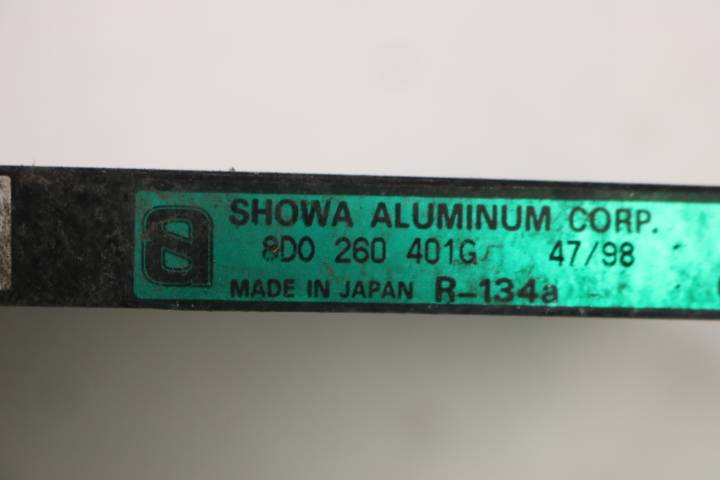 SHOWA ALUMINUM CORP.
8D0 260 401G 47/98
MADE IN JAPAN R-134a